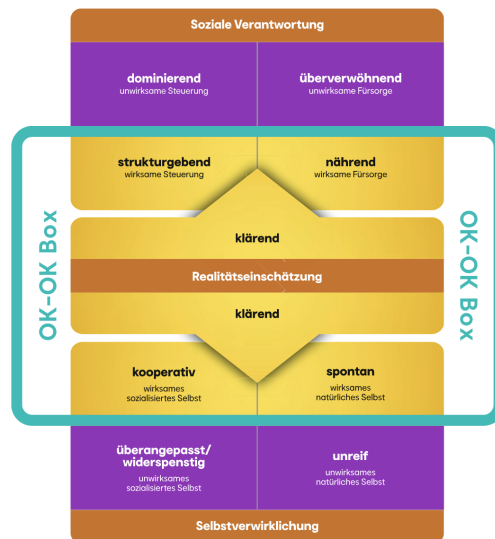 Soziale Verantwortung
dominierend
unwirksame Steuerung
überverwöhnend
unwirksame Fürsorge
strukturgebend
wirksame Steuerung
nährend
wirksame Fürsorge
OK-OK Box
OK-OK Box
klärend
Realitätseinschätzung
klärend
kooperativ
wirksames
sozialisiertes Selbst
spontan
wirksames
natürliches Selbst
überangepasst/
widerspenstig
unwirksames
sozialisiertes Selbst
unreif
unwirksames
natürliches Selbst
Selbstverwirklichung